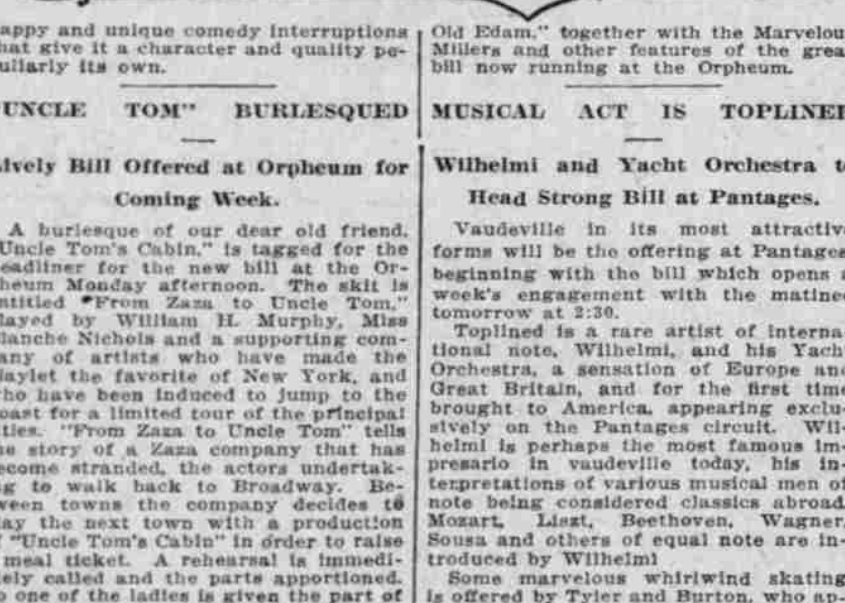 appy and unique comedy interruptions
hat give it a character and quality pe-
uliarly its own.
UNCLE TOM" BURLESQUED
ively Bill Offered at Orpheum for
Coming Week.
A burlesque of our dear old friend,
Uncle Tom's Cabin," is tagged for the
eadliner for the new bill at the Or-
heum Monday afternoon. The skit is
ntitled "From Zaza to Uncle Tom,"
layed by William H. Murphy, Miss
lanche Nichols and a supporting com-
any of artists who have made the
laylet the favorite of New York, and
ho have been induced to jump to the
oast for a limited tour of the principal
ities. "From Zaza to Uncle Tom" tells
he story of a Zaza company that has
ecome stranded, the actors undertak-
ng to walk back to Broadway. Be-
ween towns the company decides to
lay the next town with a production
f "Uncle Tom's Cabin" in order to raise
meal ticket. A rehearsal is immedi-
tely called and the parts apportioned.
o one of the ladies is given the part of
Old Edam," together with the Marvelou
Millers and other features of the grea
bill now running at the Orpheum.
MUSICAL ACT IS TOPLINED
Wilhelmi and Yacht Orchestra t
Head Strong Bill at Pantages.
Vaudeville in its most attractiv
forms will be the offering at Pantages
beginning with the bill which opens a
week's engagement with the matinee
tomorrow at 2:30.
Toplined is a rare artist of interna-
tional note, Wilhelmi, and his Yacht
Orchestra, a sensation of Europe and
Great Britain, and for the first time
brought to America, appearing exclu-
sively on the Pantages circuit. Wil-
helmi is perhaps the most famous im-
presario in vaudeville today, his in-
terpretations of various musical men of
note being considered classics abroad.
Mozart, Liszt, Beethoven, Wagner,
Sousa and others of equal note are in-
troduced by Wilhelmi
Some marvelous whirlwind skating
is offered by Tyler and Burton, who ap-